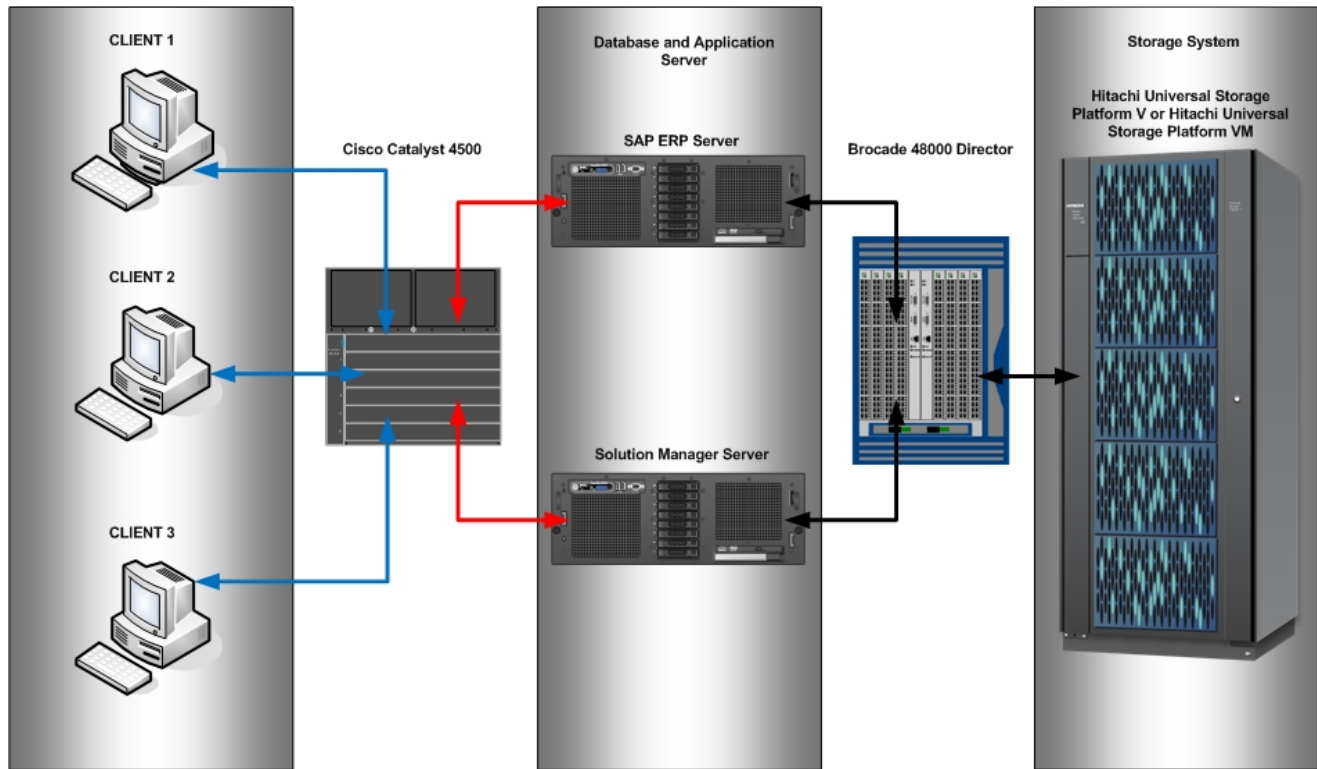 CLIENT 1
CLIENT 2
CLIENT 3
Cisco Catalyst 4500
Database and Application
Server
SAP ERP Server
Solution Manager Server
Brocade 48000 Director
Storage System
Hitachi Universal Storage
Platform V or Hitachi Universal
Storage Platform VM
HITACHI